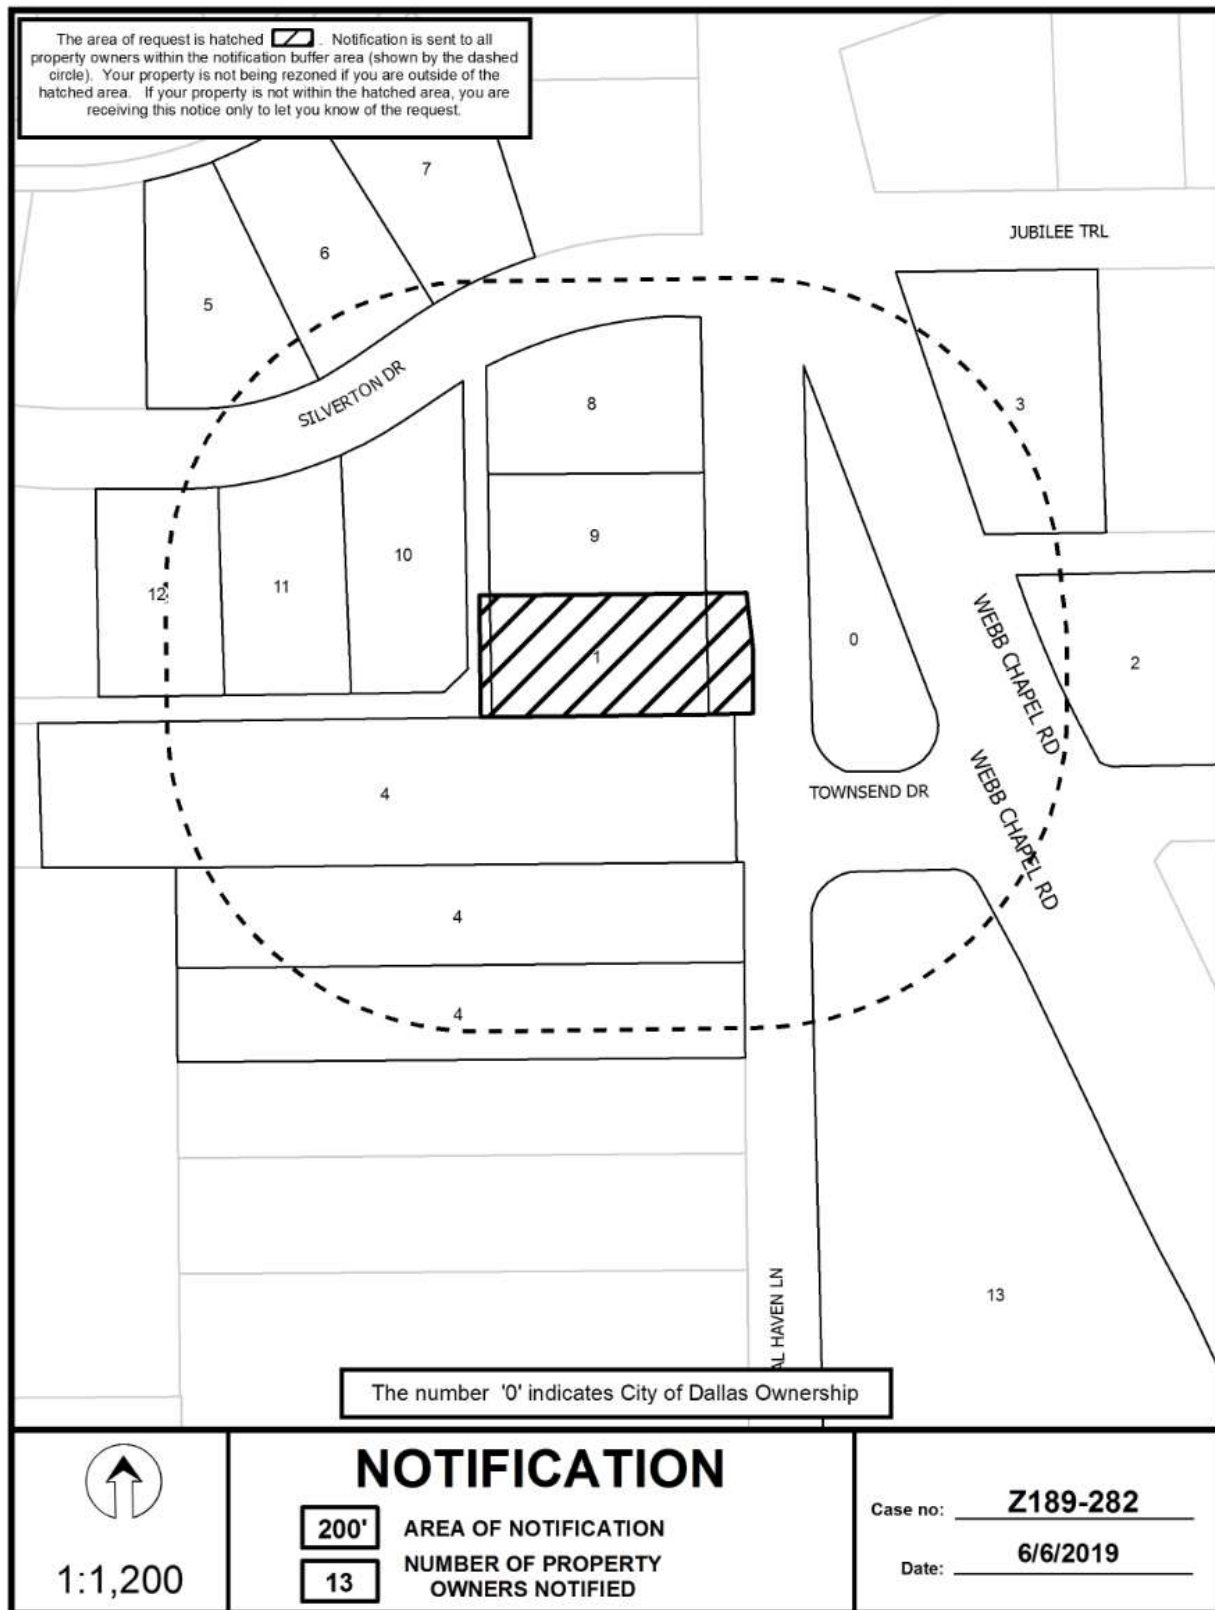 The area of request is hatched . Notification is sent to all
property owners within the notification buffer area (shown by the dashed
circle). Your property is not being rezoned if you are outside of the
hatched area. If your property is not within the hatched area, you are
receiving this notice only to let you know of the request.
7
JUBILEE TRL
6
5
SILVERTON DR
8
3
9
10
11
12
WEBB CHAPEL RD
1
0
2
4
TOWNSEND DR
WEBB CHAPEL RD
4
4
13
AL HAVEN LN
The number '0' indicates City of Dallas Ownership
NOTIFICATION
200' AREA OF NOTIFICATION
13 NUMBER OF PROPERTY
OWNERS NOTIFIED
1:1,200
Case no: Z189-282
Date: 6/6/2019